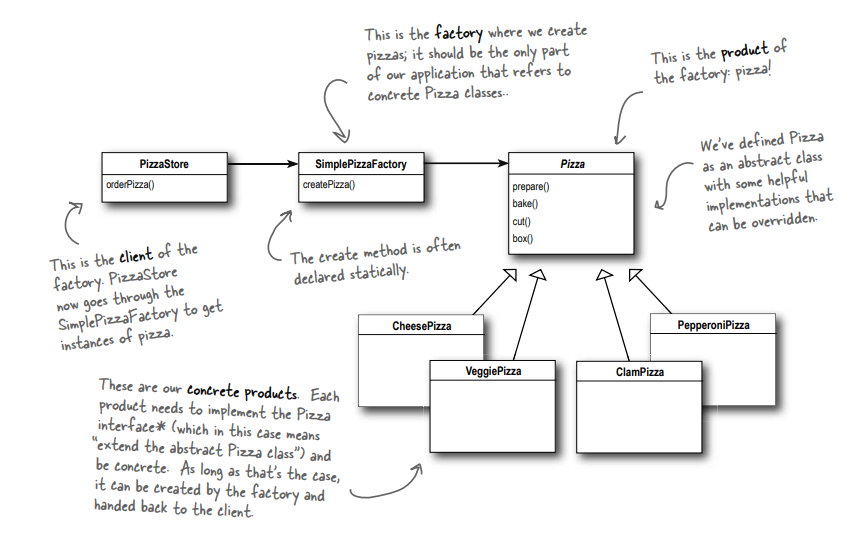 This is the factory where we create
pizzas; it should be the only part
of our application that refers to
concrete Pizza classes..
This is the product of
the factory: pizza!
We've defined Pizza
as an abstract class
with some helpful
implementations that
can be overridden.
PizzaStore
orderPizza()
SimplePizzaFactory
createPizza()
Pizza
prepare()
bake()
cut()
box()
This is the client of the
factory. PizzaStore
now goes through the
SimplePizzaFactory to get
instances of pizza.
The create method is often
declared statically.
CheesePizza
PepperoniPizza
VeggiePizza
ClamPizza
These are our concrete products. Each
product needs to implement the Pizza
interface* (which in this case means
"extend the abstract Pizza class") and
be concrete. As long as that's the case,
it can be created by the factory and
handed back to the client.